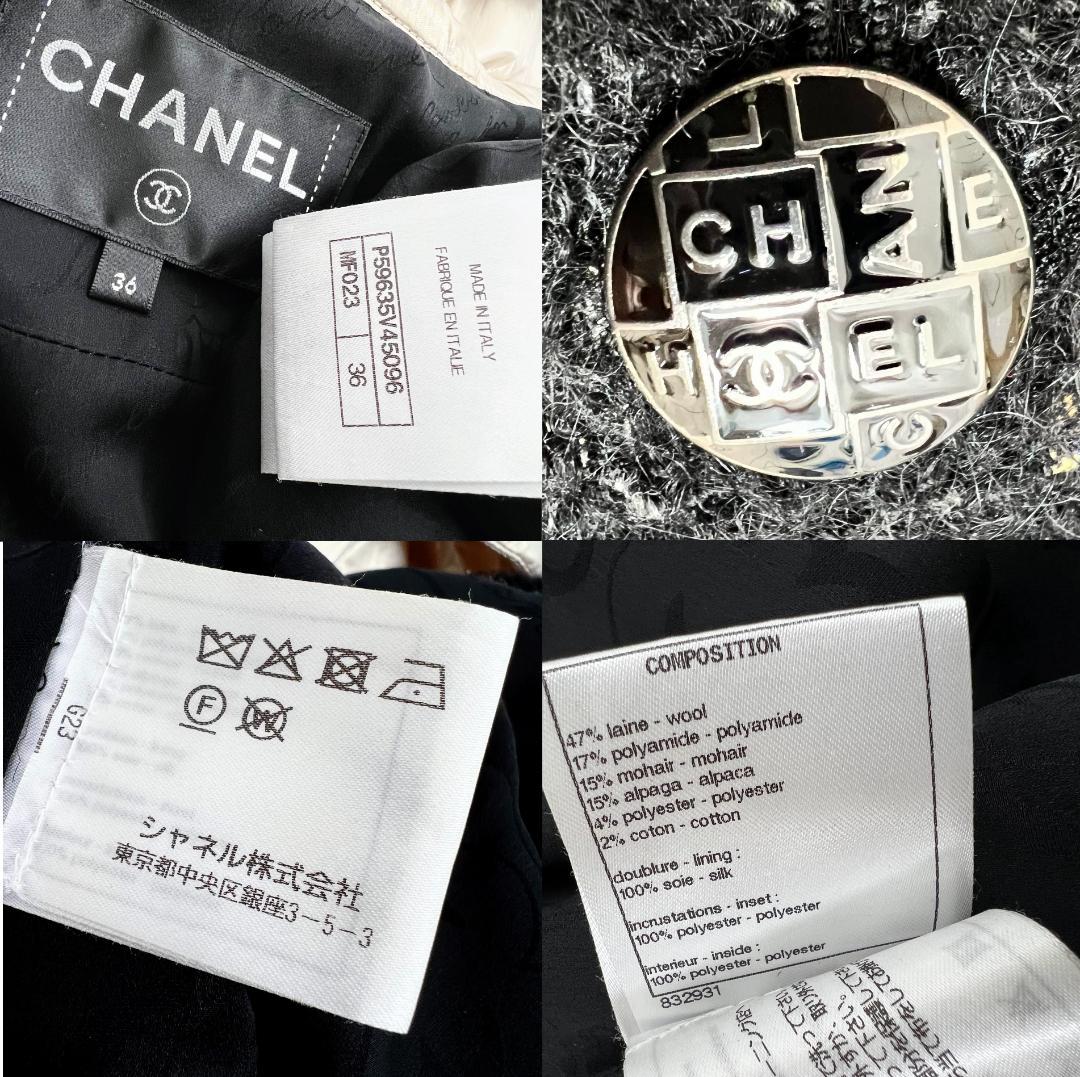 CHANEL
36
MADE IN ITALY
FABRIQUE EN ITALIE
P59635V45096
MF023 36
L
CH
AN
E
H
EL
C
G23
F
W
シャネル株式会社
東京都中央区銀座3-5-3
COMPOSITION
47% laine - wool
17% polyamide - polyamide
15% mohair - mohair
15% alpaga - alpaca
4% polyester - polyester
2% coton - cotton
doublure - lining :
100% soie - silk
incrustations - inset :
100% polyester - polyester
interieur - inside :
100% polyester - polyester
832931